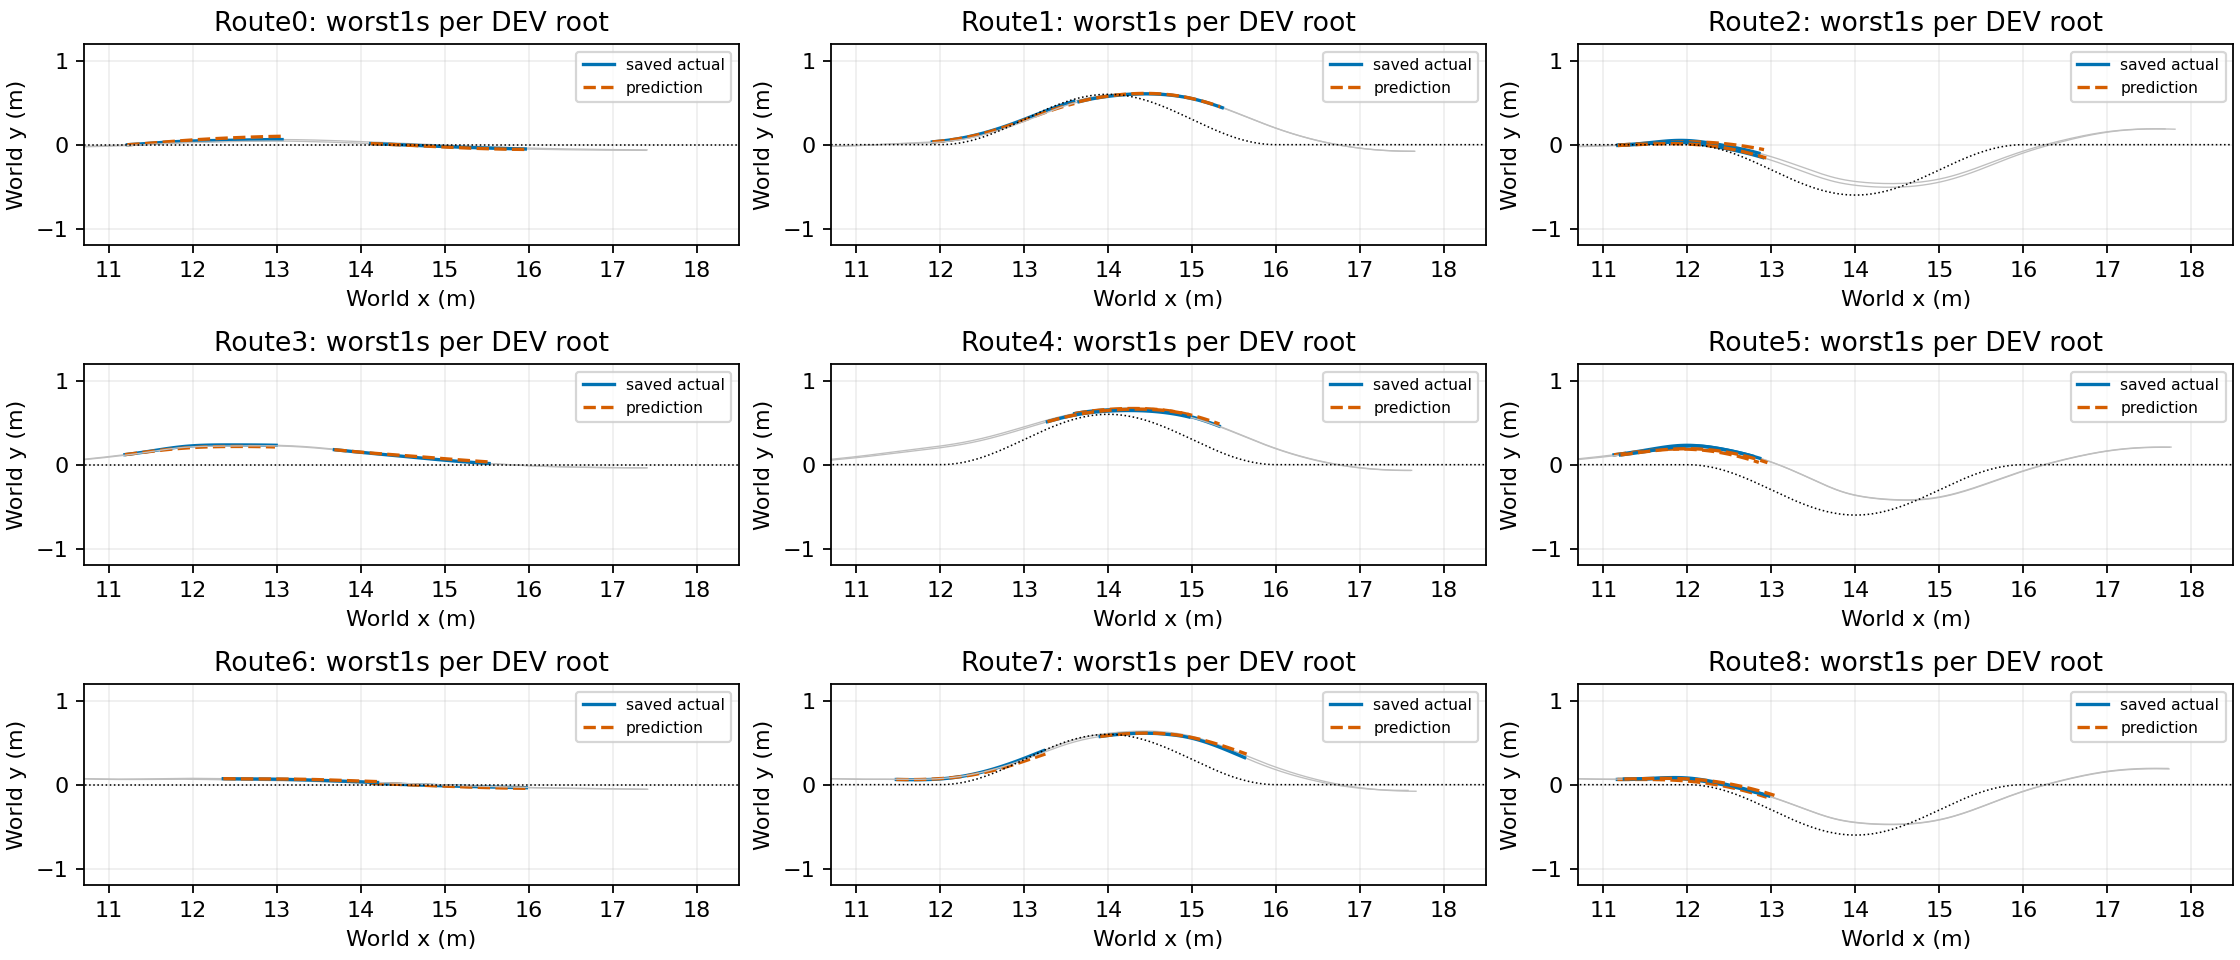 Route0: worst1s per DEV root
World y (m)
1
0
−1
saved actual
prediction
11 12 13 14 15 16 17 18
World x (m)
Route1: worst1s per DEV root
World y (m)
1
0
−1
saved actual
prediction
11 12 13 14 15 16 17 18
World x (m)
Route2: worst1s per DEV root
World y (m)
1
0
−1
saved actual
prediction
11 12 13 14 15 16 17 18
World x (m)
Route3: worst1s per DEV root
World y (m)
1
0
−1
saved actual
prediction
11 12 13 14 15 16 17 18
World x (m)
Route4: worst1s per DEV root
World y (m)
1
0
−1
saved actual
prediction
11 12 13 14 15 16 17 18
World x (m)
Route5: worst1s per DEV root
World y (m)
1
0
−1
saved actual
prediction
11 12 13 14 15 16 17 18
World x (m)
Route6: worst1s per DEV root
World y (m)
1
0
−1
saved actual
prediction
11 12 13 14 15 16 17 18
World x (m)
Route7: worst1s per DEV root
World y (m)
1
0
−1
saved actual
prediction
11 12 13 14 15 16 17 18
World x (m)
Route8: worst1s per DEV root
World y (m)
1
0
−1
saved actual
prediction
11 12 13 14 15 16 17 18
World x (m)